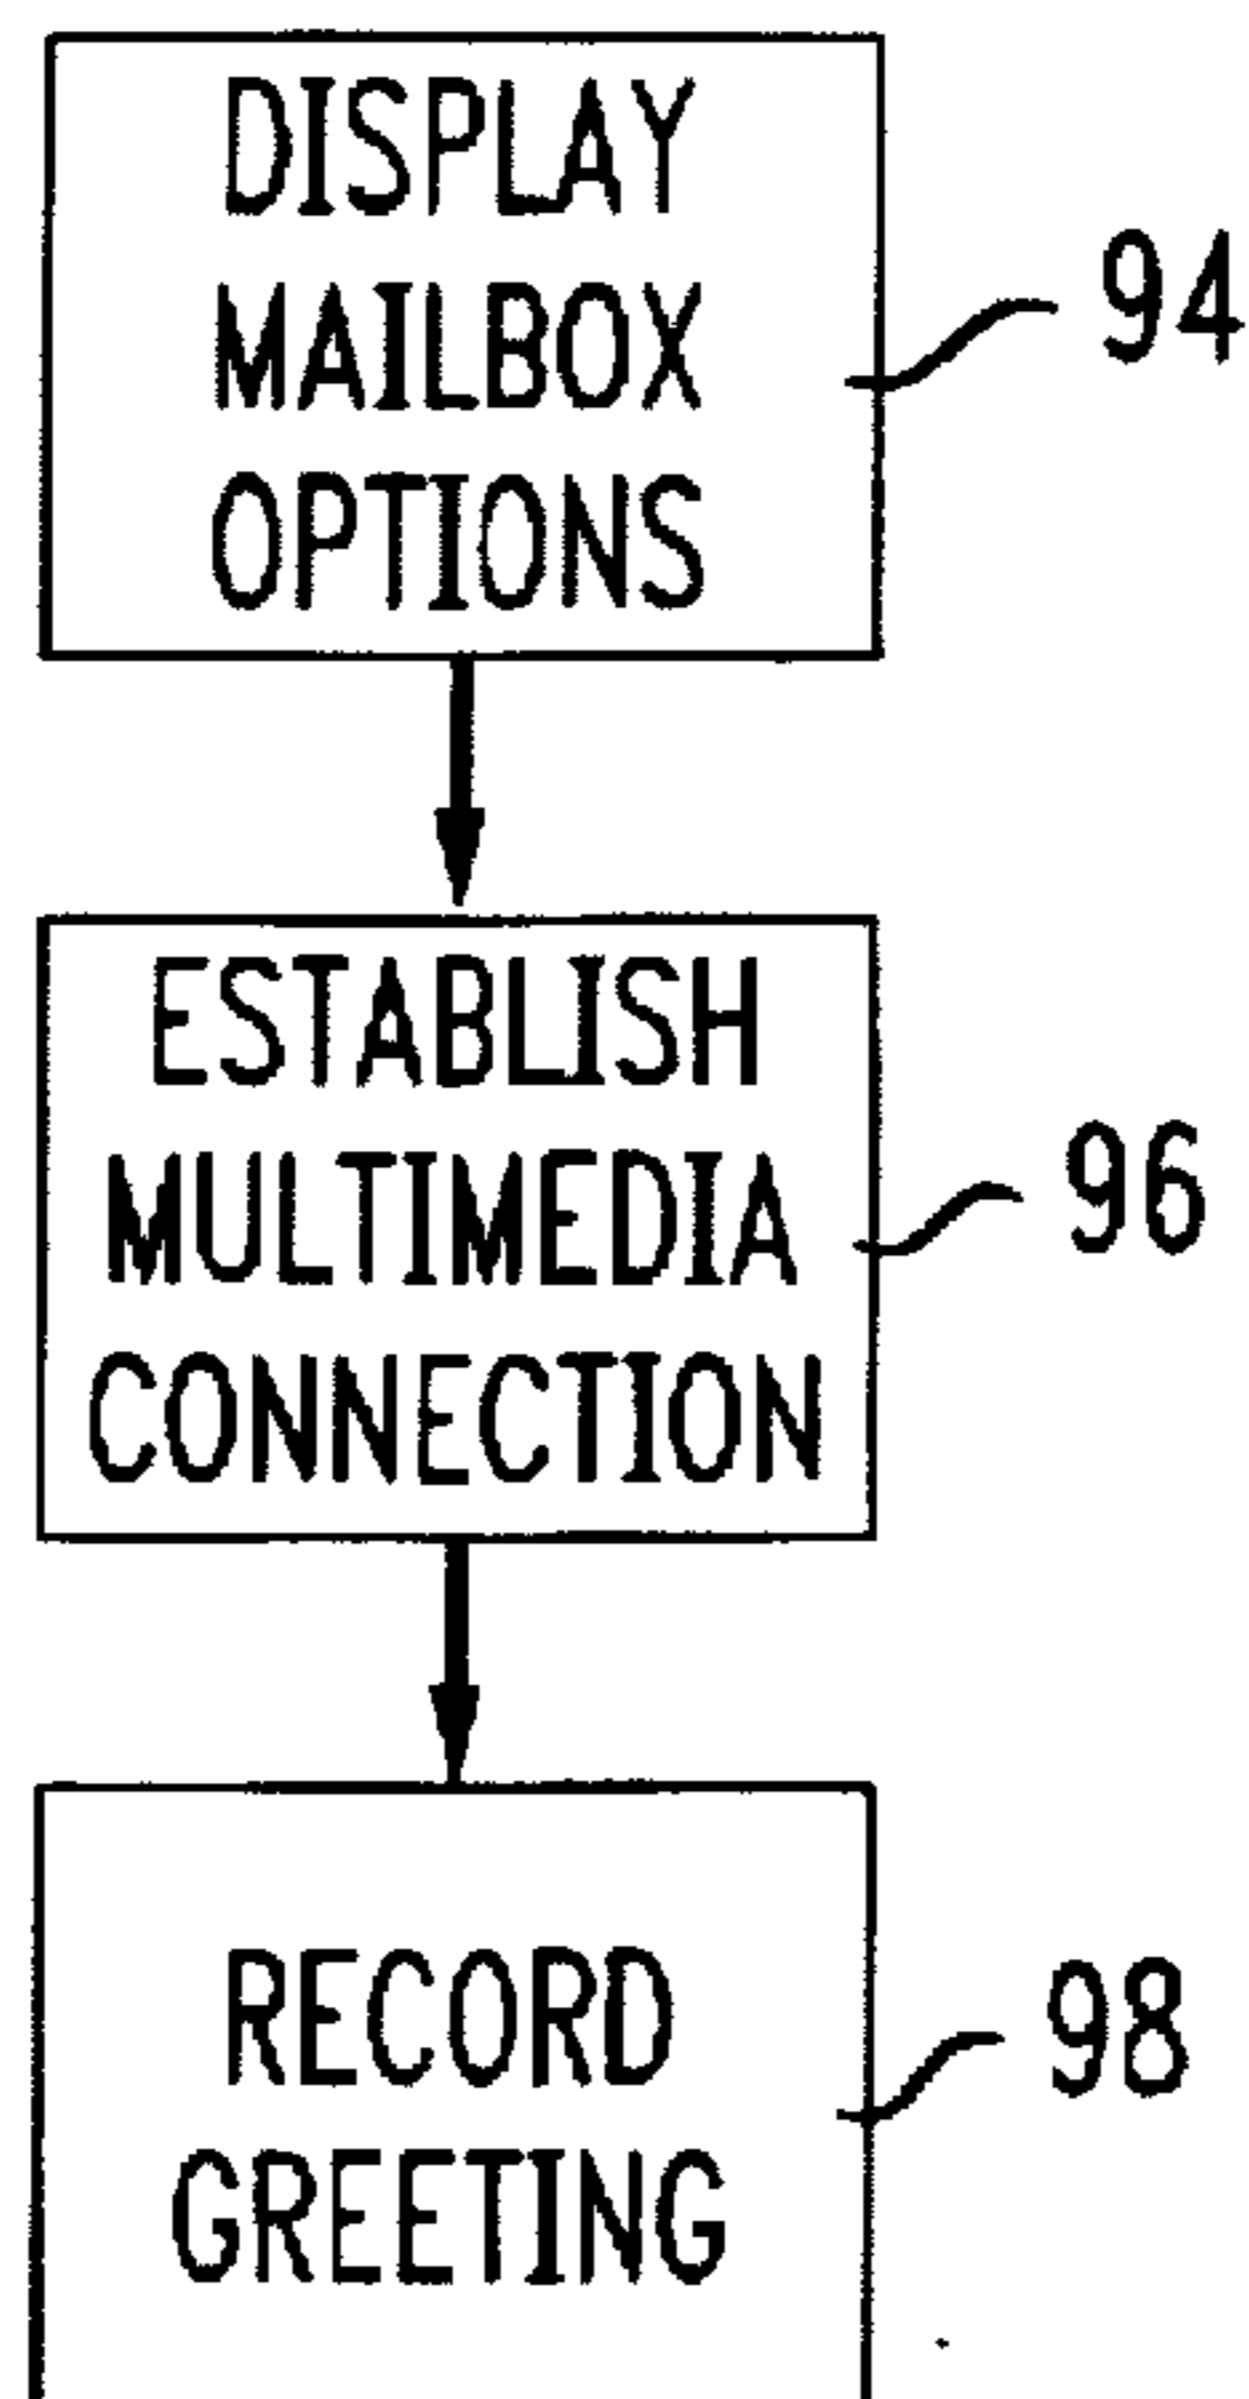 DISPLAY
MAILBOX
OPTIONS
94
ESTABLISH
MULTIMEDIA
CONNECTION
96
RECORD
GREETING
98